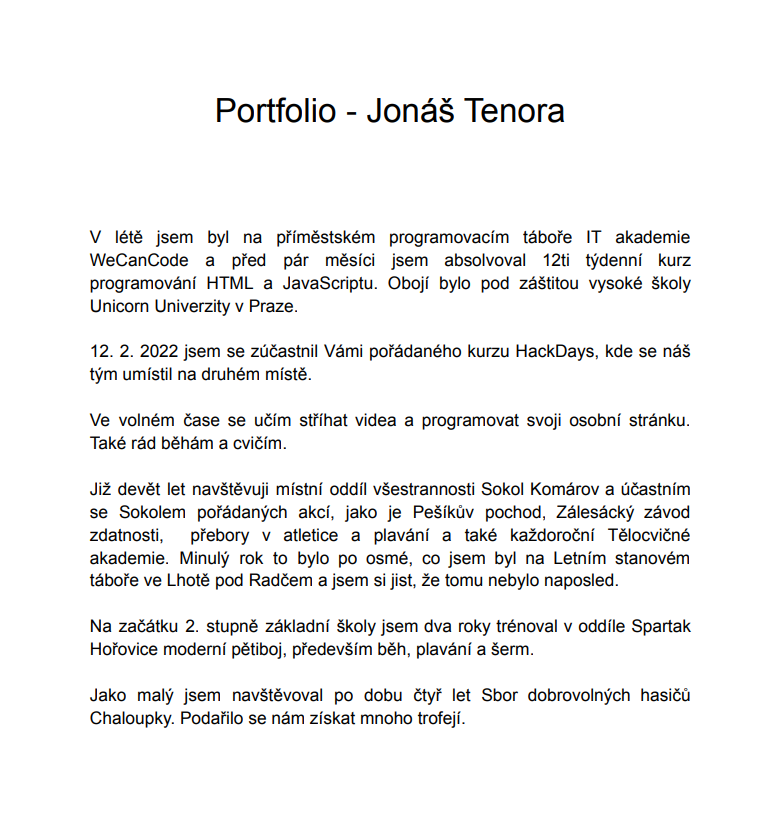 Portfolio - Jonáš Tenora
V létě jsem byl na příměstském programovacím táboře IT akademie
WeCanCode a před pár měsíci jsem absolvoval 12ti týdenní kurz
programování HTML a JavaScriptu. Obojí bylo pod záštitou vysoké školy
Unicorn Univerzity v Praze.
12. 2. 2022 jsem se zúčastnil Vámi pořádaného kurzu HackDays, kde se náš
tým umístil na druhém místě.
Ve volném čase se učím stříhat videa a programovat svoji osobní stránku.
Také rád běhám a cvičím.
Již devět let navštěvuji místní oddíl všestrannosti Sokol Komárov a účastním
se Sokolem pořádaných akcí, jako je Pešíkův pochod, Zálesácký závod
zdatnosti,  přebory v atletice a plavání a také každoroční Tělocvičné
akademie. Minulý rok to bylo po osmé, co jsem byl na Letním stanovém
táboře ve Lhotě pod Radčem a jsem si jist, že tomu nebylo naposled.
Na začátku 2. stupně základní školy jsem dva roky trénoval v oddíle Spartak
Hořovice moderní pětiboj, především běh, plavání a šerm.
Jako malý jsem navštěvoval po dobu čtyř let Sbor dobrovolných hasičů
Chaloupky. Podařilo se nám získat mnoho trofejí.